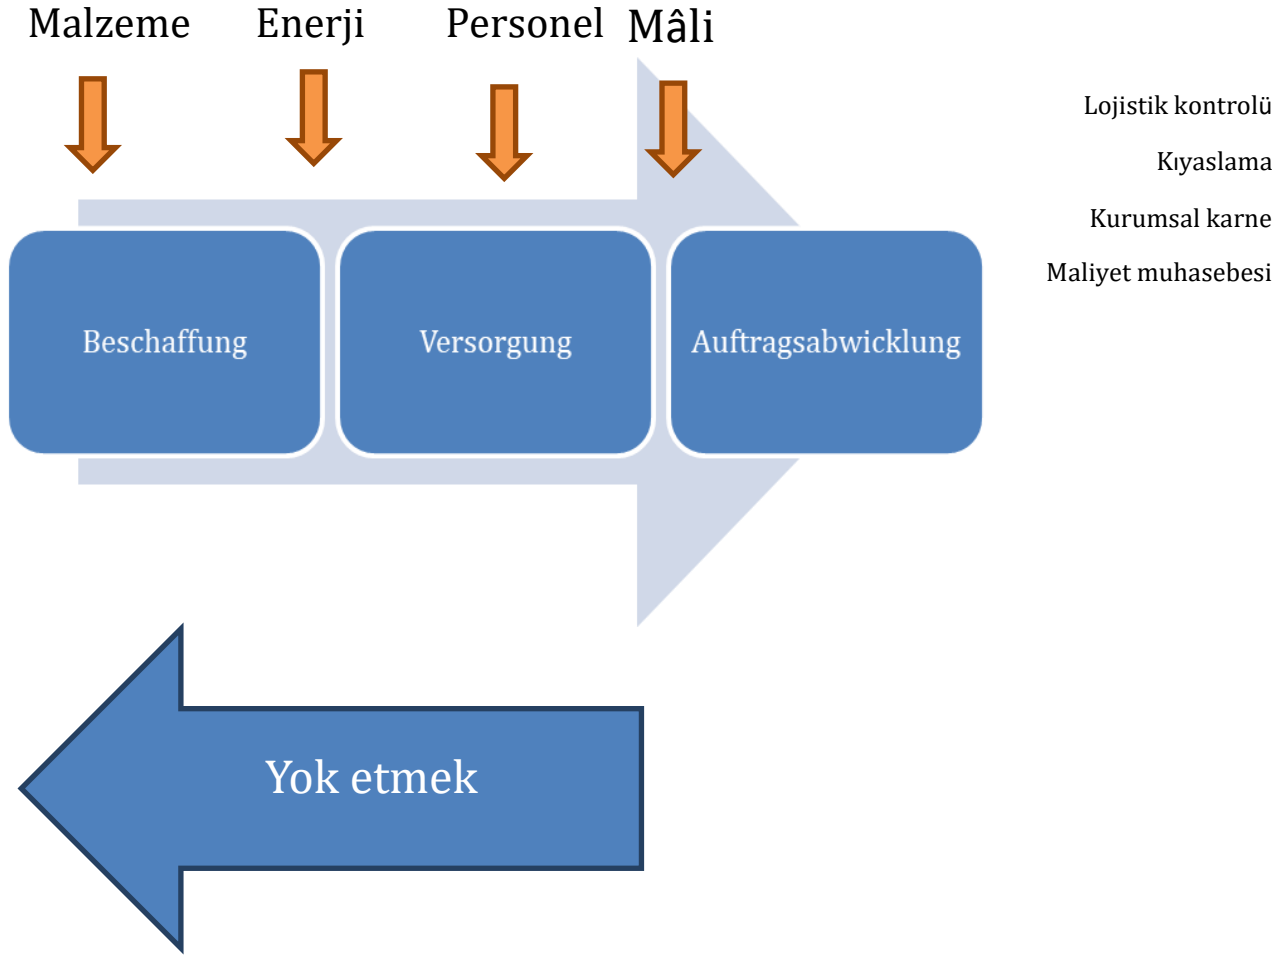 Malzeme Enerji Personel Mâli
Lojistik kontrolü
Kıyaslama
Kurumsal karne
Maliyet muhasebesi
Beschaffung Versorgung Auftragsabwicklung
Yok etmek